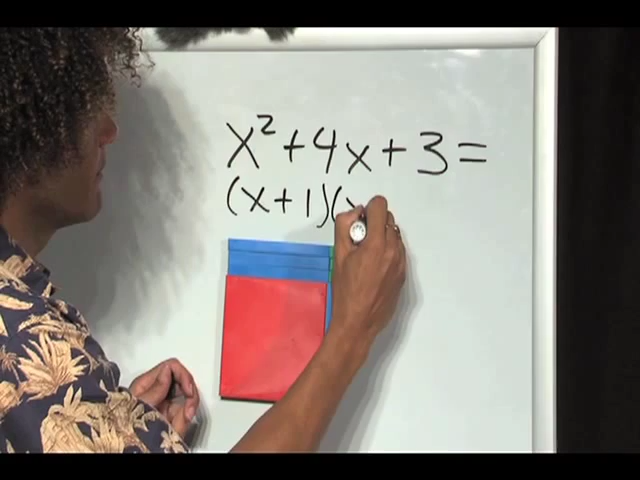 x² + 4x + 3 =
(x + 1)(x